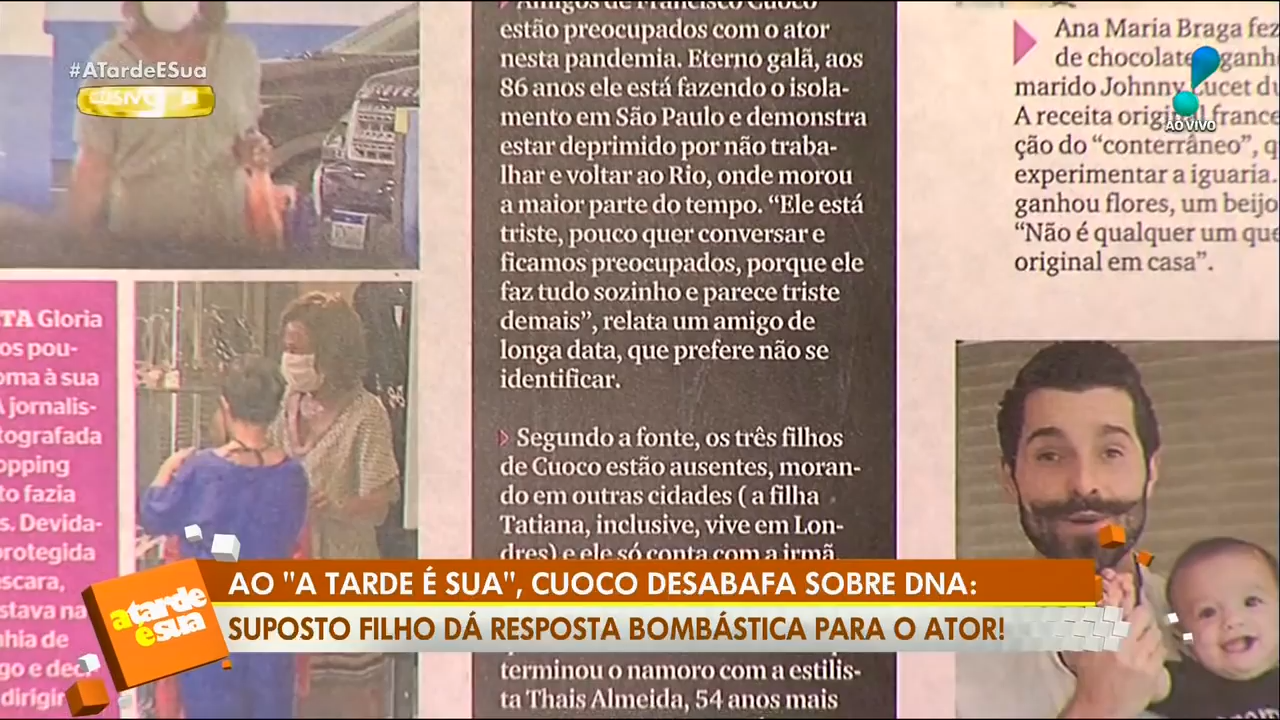 #ATardeESua
AO VIVO
TA Gloria
os pou-
oma à sua
A jornalis-
tografada
opping
to fazia
s. Devida-
protegida
scara,
stava na
ahia de
go e dec
dirigir
Amigos de Francisco Cuoco
estão preocupados com o ator
nesta pandemia. Eterno galã, aos
86 anos ele está fazendo o isola-
mento em São Paulo e demonstra
estar deprimido por não traba-
lhar e voltar ao Rio, onde morou
a maior parte do tempo. “Ele está
triste, pouco quer conversar e
ficamos preocupados, porque ele
faz tudo sozinho e parece triste
demais”, relata um amigo de
longa data, que prefere não se
identificar.
Segundo a fonte, os três filhos
de Cuoco estão ausentes, moran-
do em outras cidades ( a filha
Tatiana, inclusive, vive em Lon-
dres) e ele só conta com a irmã
terminou o namoro com a estilis-
ta Thais Almeida, 54 anos mais
Ana Maria Braga fez
de chocolate ganh
marido Johnny Lucet du
A receita original france
ção do “conterrâneo”, q
experimentar a iguaria.
ganhou flores, um beijo
“Não é qualquer um que
original em casa”.
a tarde
é sua
AO "A TARDE É SUA", CUOCO DESABAFA SOBRE DNA:
SUPOSTO FILHO DÁ RESPOSTA BOMBÁSTICA PARA O ATOR!